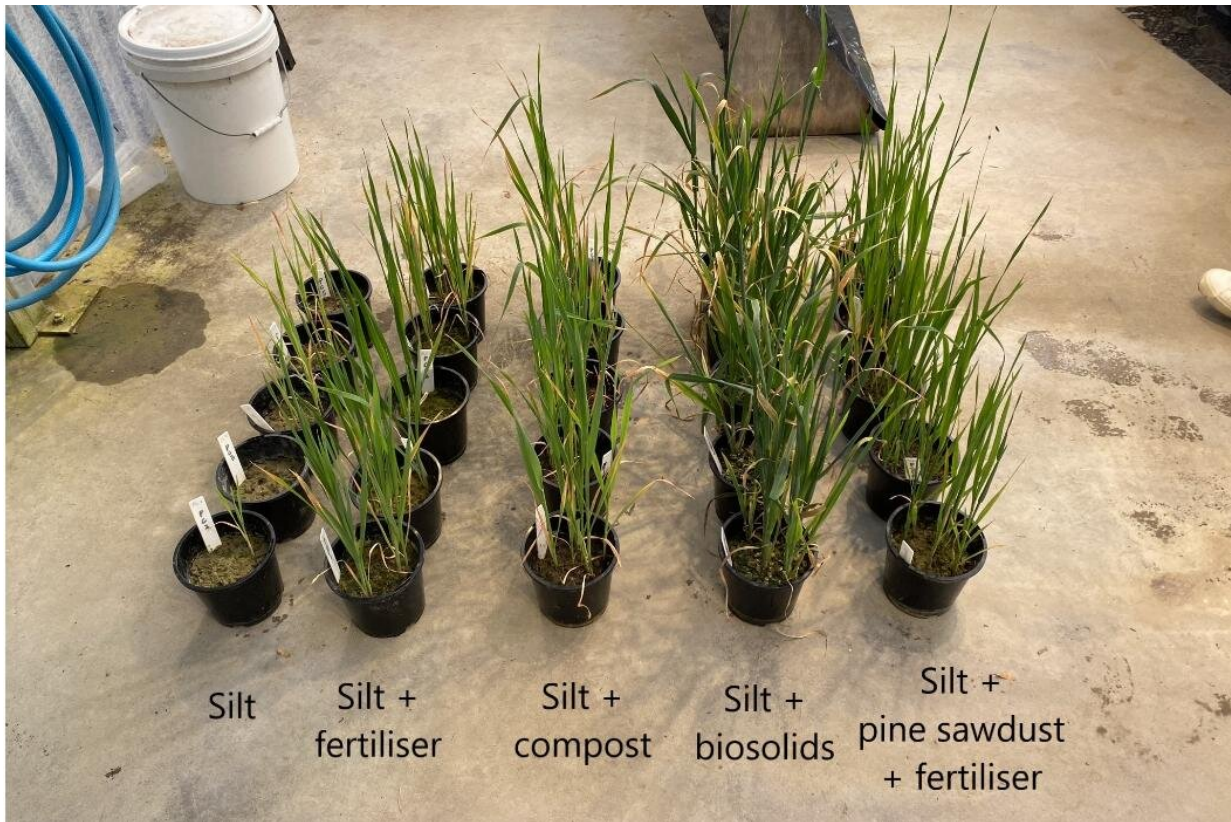 Silt
Silt +
fertiliser
Silt +
compost
Silt +
biosolids
Silt +
pine sawdust
+ fertiliser